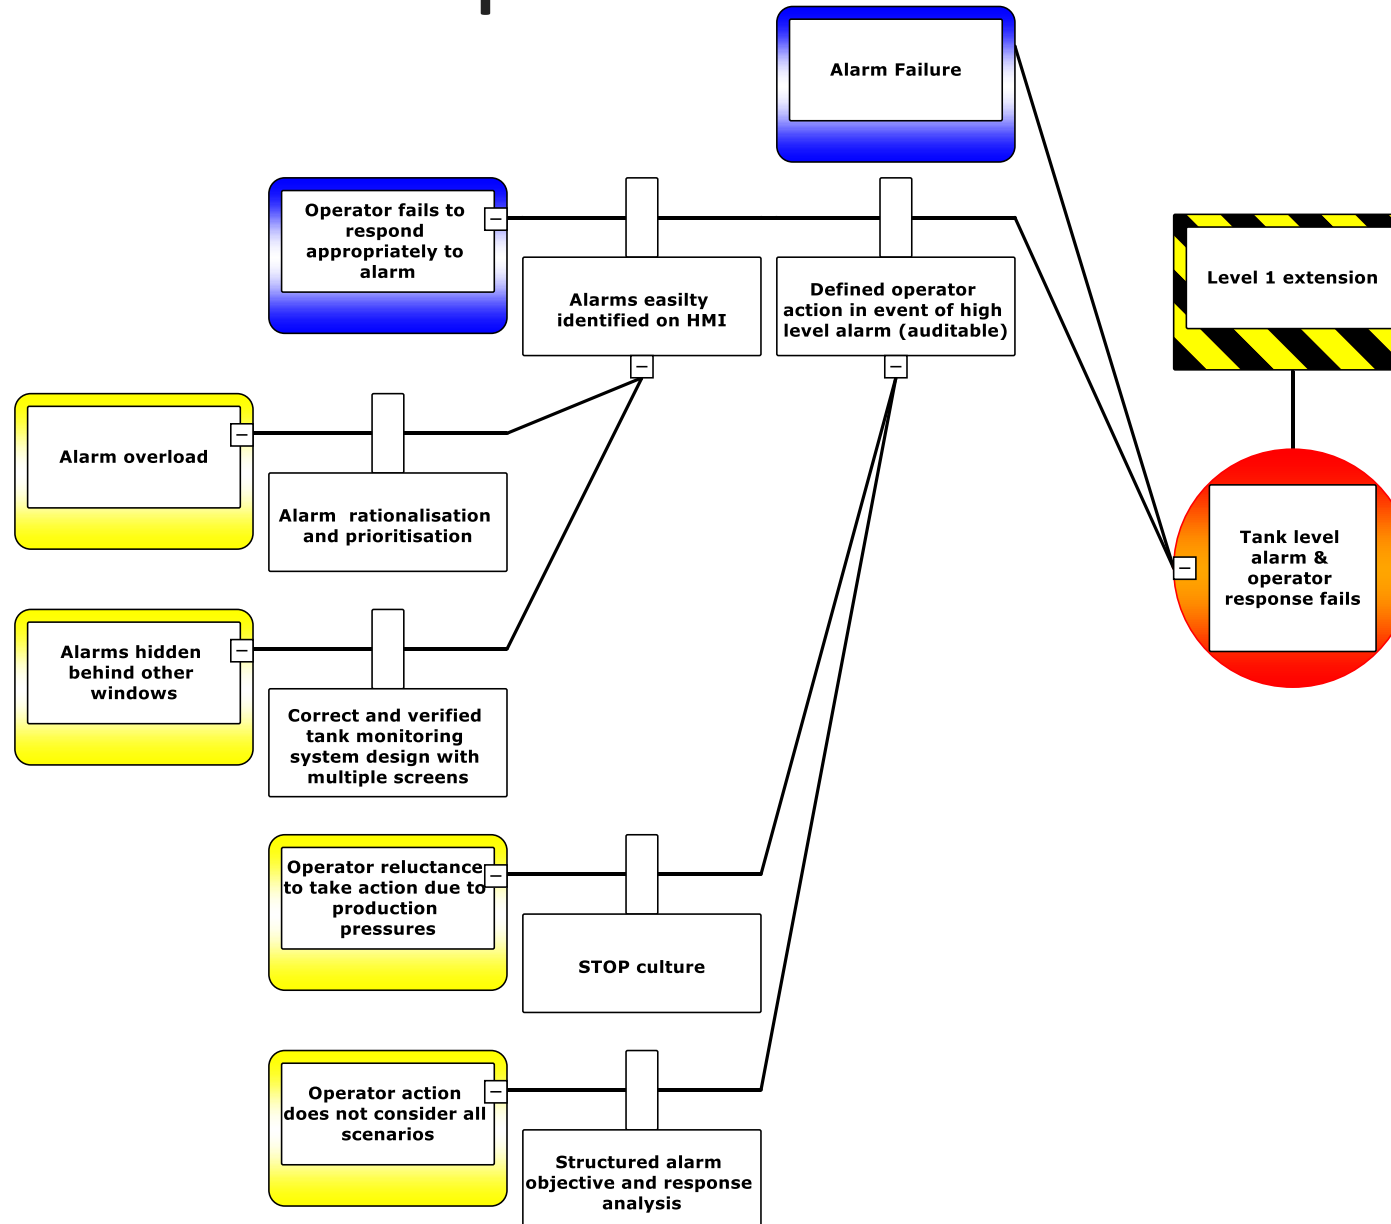 Alarm Failure
Operator fails to
respond
appropriately to
alarm
Alarms easilty
identified on HMI
Defined operator
action in event of high
level alarm (auditable)
Level 1 extension
Alarm overload
Alarm  rationalisation
and prioritisation
Tank level
alarm &
operator
response fails
Alarms hidden
behind other
windows
Correct and verified
tank monitoring
system design with
multiple screens
Operator reluctance
to take action due to
production
pressures
STOP culture
Operator action
does not consider all
scenarios
Structured alarm
objective and response
analysis